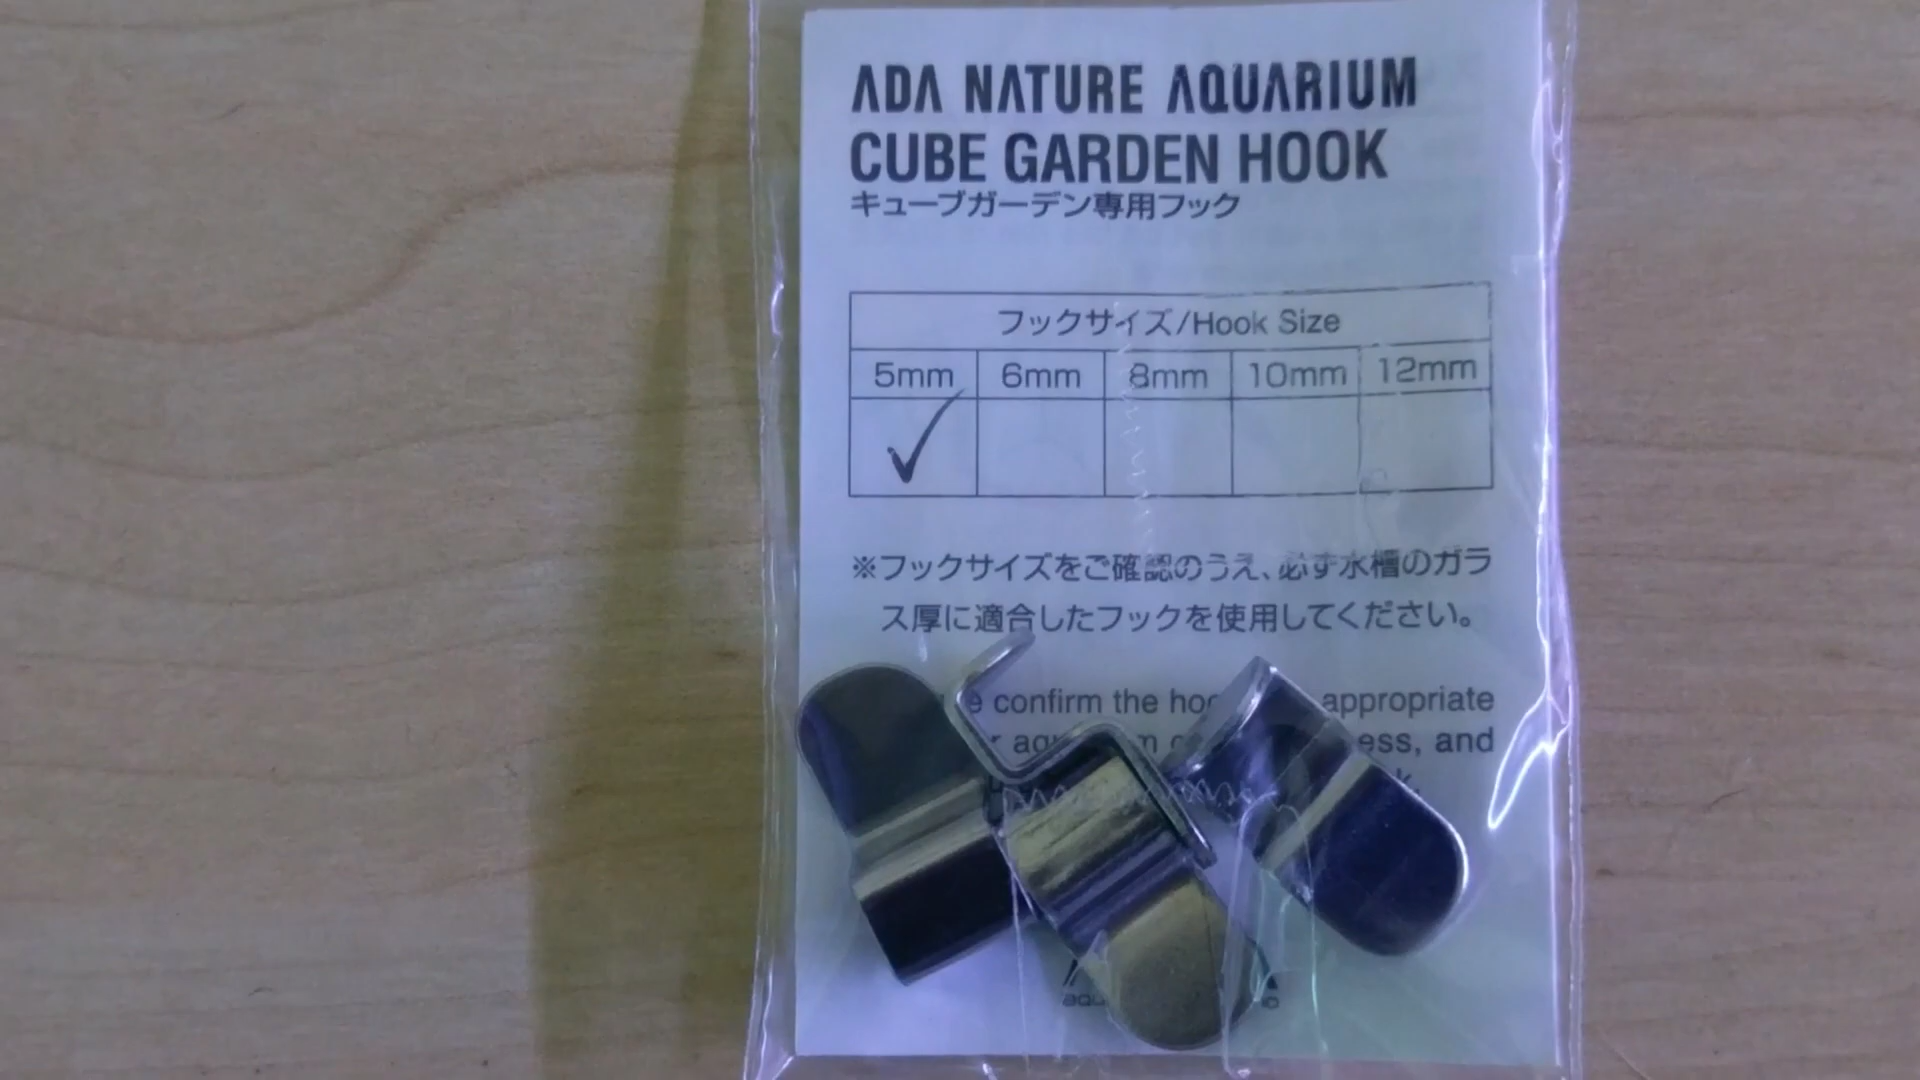 ADA NATURE AQUARIUM
CUBE GARDEN HOOK
キューブガーデン専用フック
フックサイズ/Hook Size
5mm 6mm 8mm 10mm 12mm
※フックサイズをご確認のうえ、必ず水槽のガラ
ス厚に適合したフックを使用してください。
confirm the appropriate
and